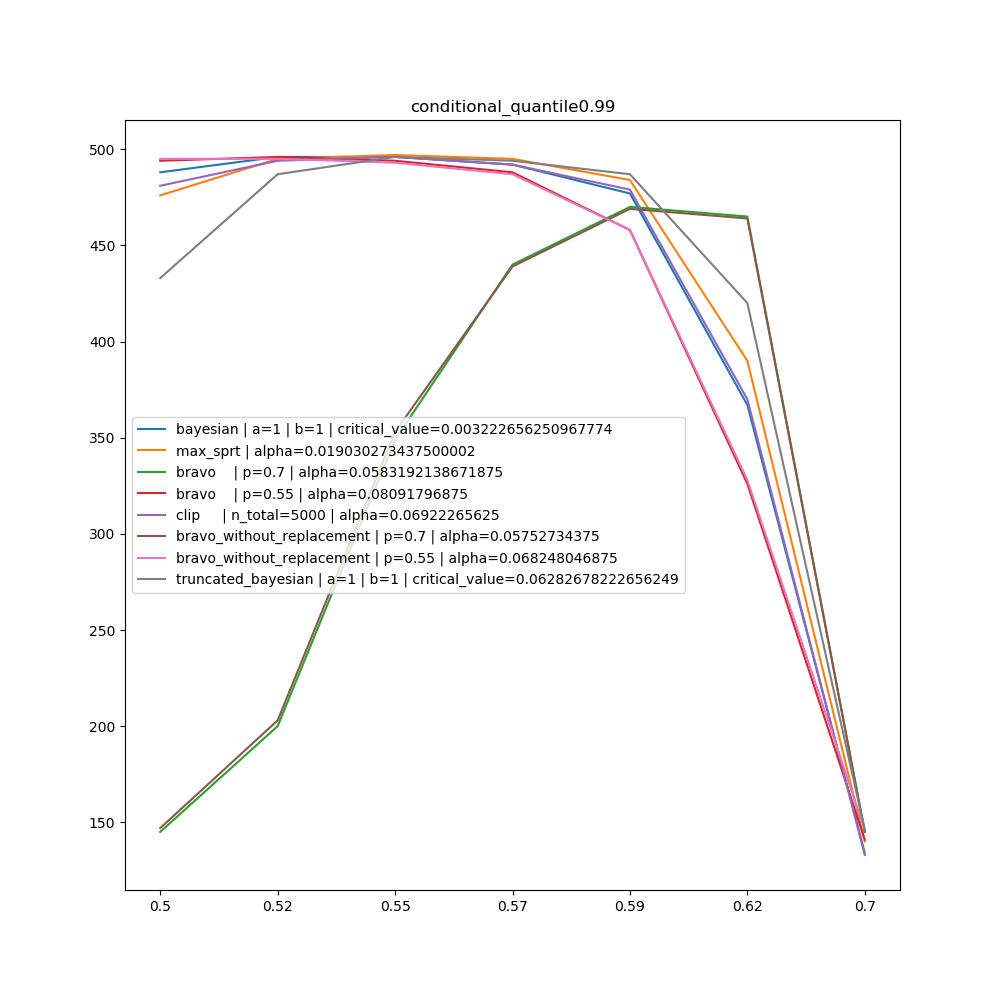 conditional_quantile0.99
500
450
400
350
300
250
200
150
bayesian | a=1 | b=1 | critical_value=0.003222656250967774
max_sprt | alpha=0.019030273437500002
bravo    | p=0.7 | alpha=0.0583192138671875
bravo    | p=0.55 | alpha=0.08091796875
clip     | n_total=5000 | alpha=0.06922265625
bravo_without_replacement | p=0.7 | alpha=0.05752734375
bravo_without_replacement | p=0.55 | alpha=0.068248046875
truncated_bayesian | a=1 | b=1 | critical_value=0.06282678222656249
0.5 0.52 0.55 0.57 0.59 0.62 0.7